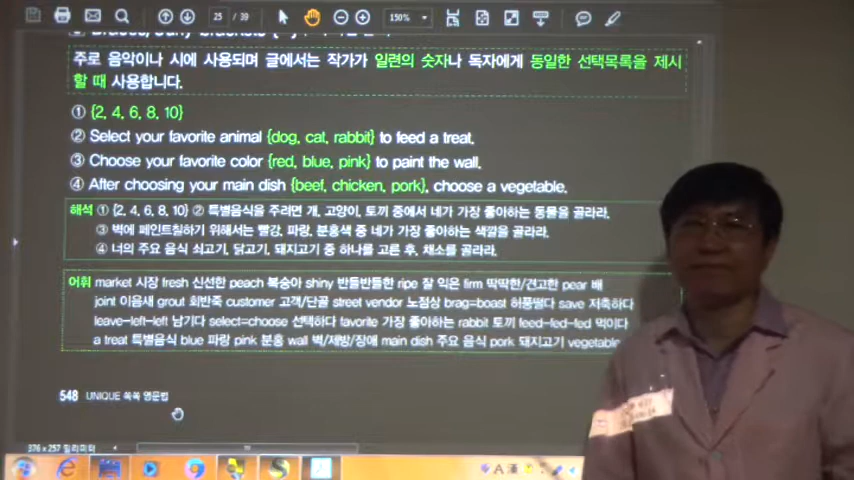 25 / 39
150%
주로 음악이나 시에 사용되며 글에서는 작가가 일련의 숫자나 독자에게 동일한 선택목록을 제시
할 때 사용합니다.
① {2, 4, 6, 8, 10}
② Select your favorite animal {dog, cat, rabbit} to feed a treat.
③ Choose your favorite color {red, blue, pink} to paint the wall.
④ After choosing your main dish {beef, chicken, pork}, choose a vegetable.
해석 ① {2, 4, 6, 8, 10} ② 특별음식을 주려면 개, 고양이, 토끼 중에서 네가 가장 좋아하는 동물을 골라라.
③ 벽에 페인트칠하기 위해서는 빨강, 파랑, 분홍색 중 네가 가장 좋아하는 색깔을 골라라.
④ 너의 주요 음식 쇠고기, 닭고기, 돼지고기 중 하나를 고른 후, 채소를 골라라.
어휘 market 시장 fresh 신선한 peach 복숭아 shiny 반들반들한 ripe 잘 익은 firm 딱딱한/견고한 pear 배
joint 이음새 grout 회반죽 customer 고객/단골 street vendor 노점상 brag=boast 허풍떨다 save 저축하다
leave-left-left 남기다 select=choose 선택하다 favorite 가장 좋아하는 rabbit 토끼 feed-fed-fed 먹이다
a treat 특별음식 blue 파랑 pink 분홍 wall 벽/제방/장애 main dish 주요 음식 pork 돼지고기 vegetable
548 UNIQUE 쏙쏙 영문법
376 x 257 밀리미터
A 漢